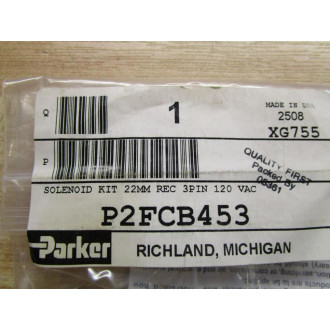 Q
1
MADE IN USA
2508
XG755
P
QUALITY FIRST
Packed By
06361
SOLENOID KIT 22MM REC 3PIN 120 VAC
P2FCB453
Parker
RICHLAND, MICHIGAN